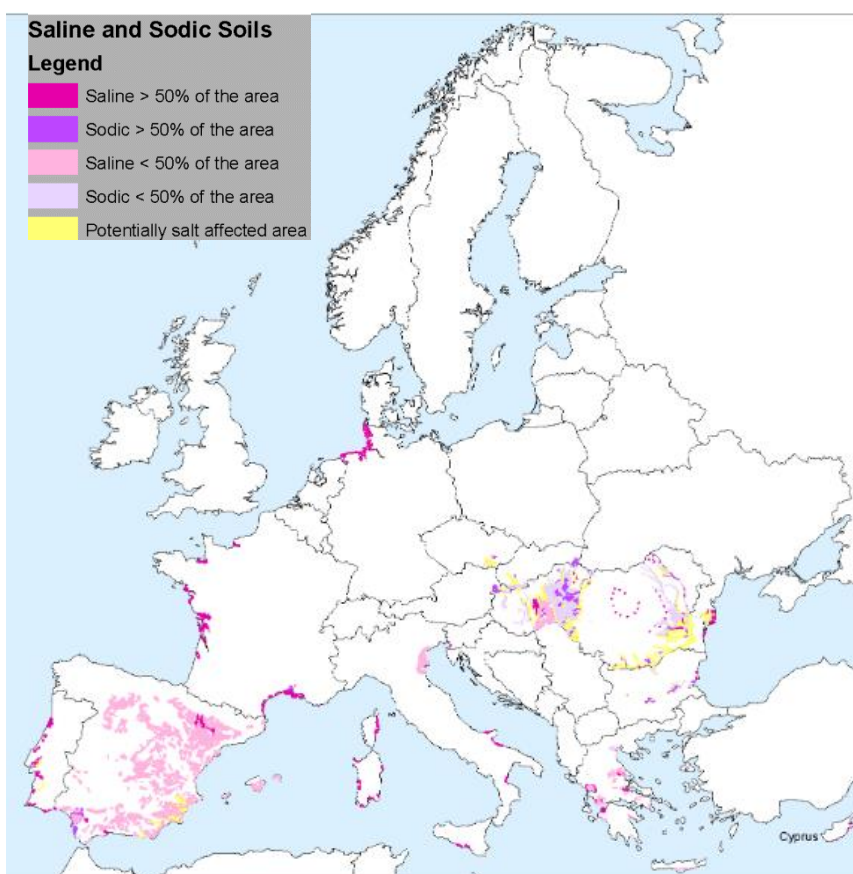 Saline and Sodic Soils
Legend
Saline > 50% of the area
Sodic > 50% of the area
Saline < 50% of the area
Sodic < 50% of the area
Potentially salt affected area
Cyprus